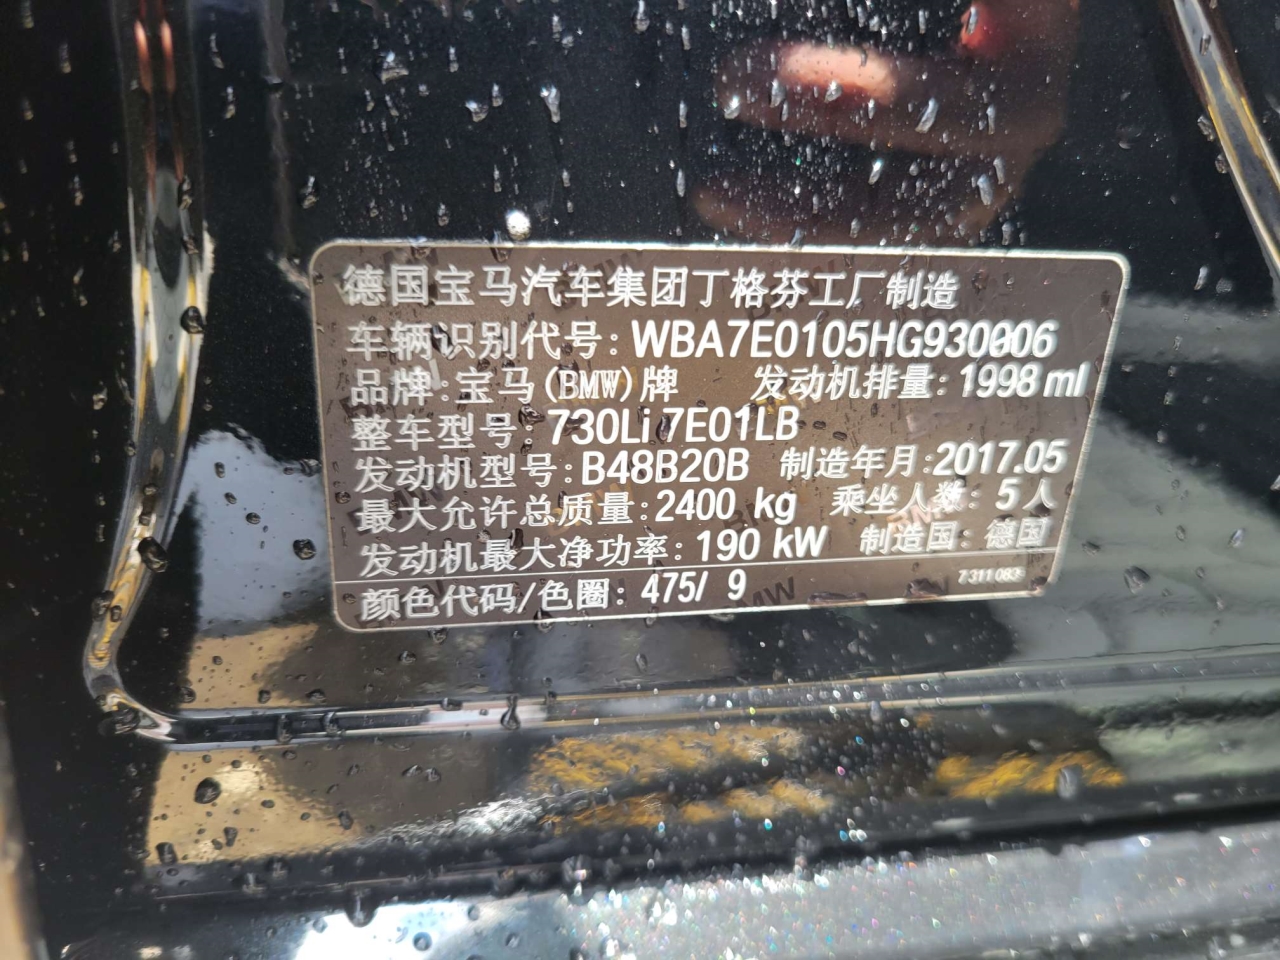 德国宝马汽车集团丁格芬工厂制造
车辆识别代号: WBA7E0105HG930006
品牌:宝马(BMW)牌 发动机排量: 1998 ml
整车型号: 730Li 7E01LB
发动机型号: B48B20B 制造年月:2017.05
最大允许总质量:2400 kg 乘坐人数: 5人
发动机最大净功率: 190 kW 制造国: 德国
颜色代码/色圈: 475/ 9 7 311 083